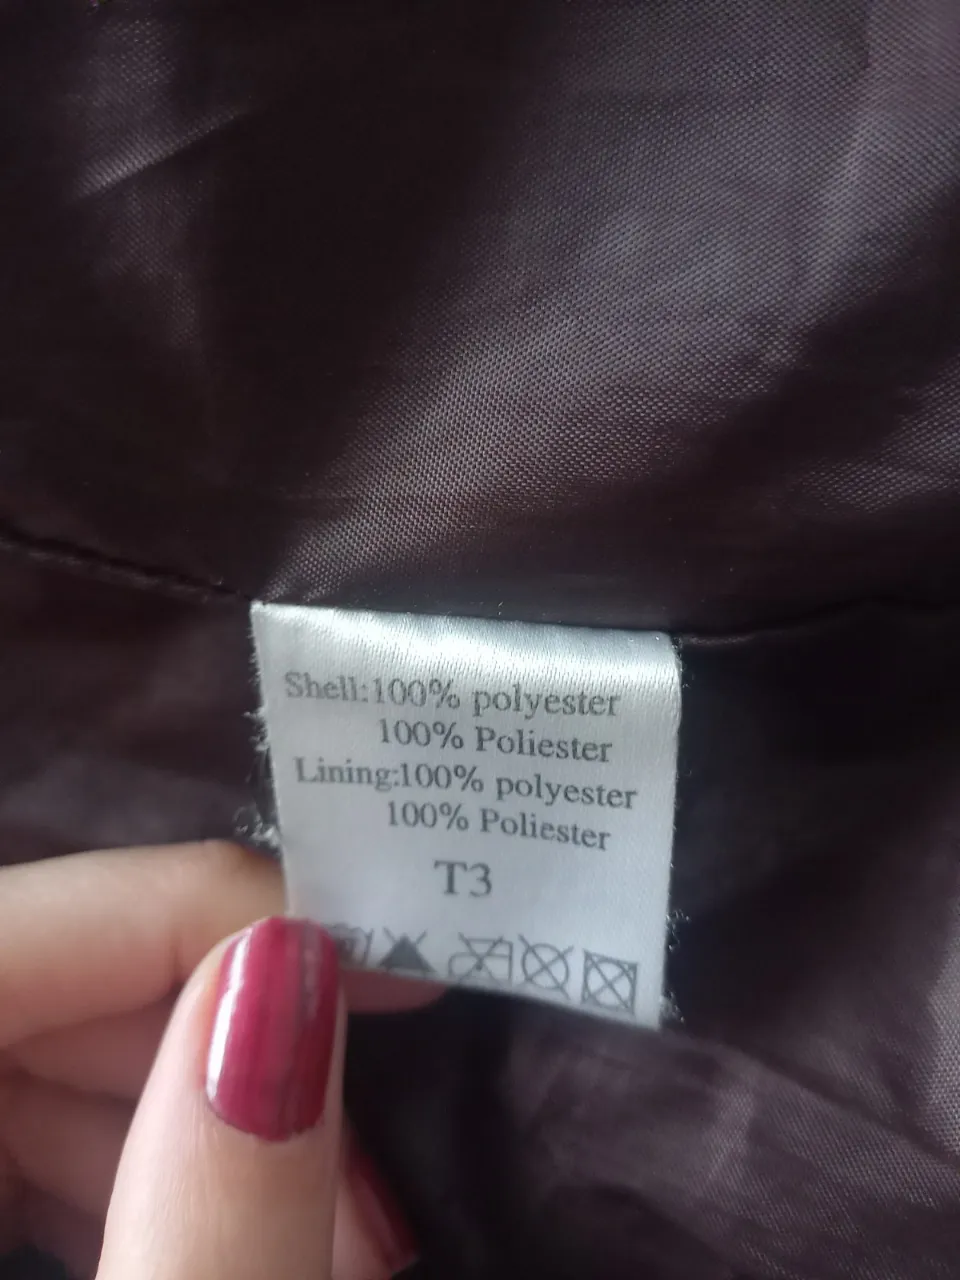 Shell:100% polyester
100% Poliester
Lining:100% polyester
100% Poliester
T3